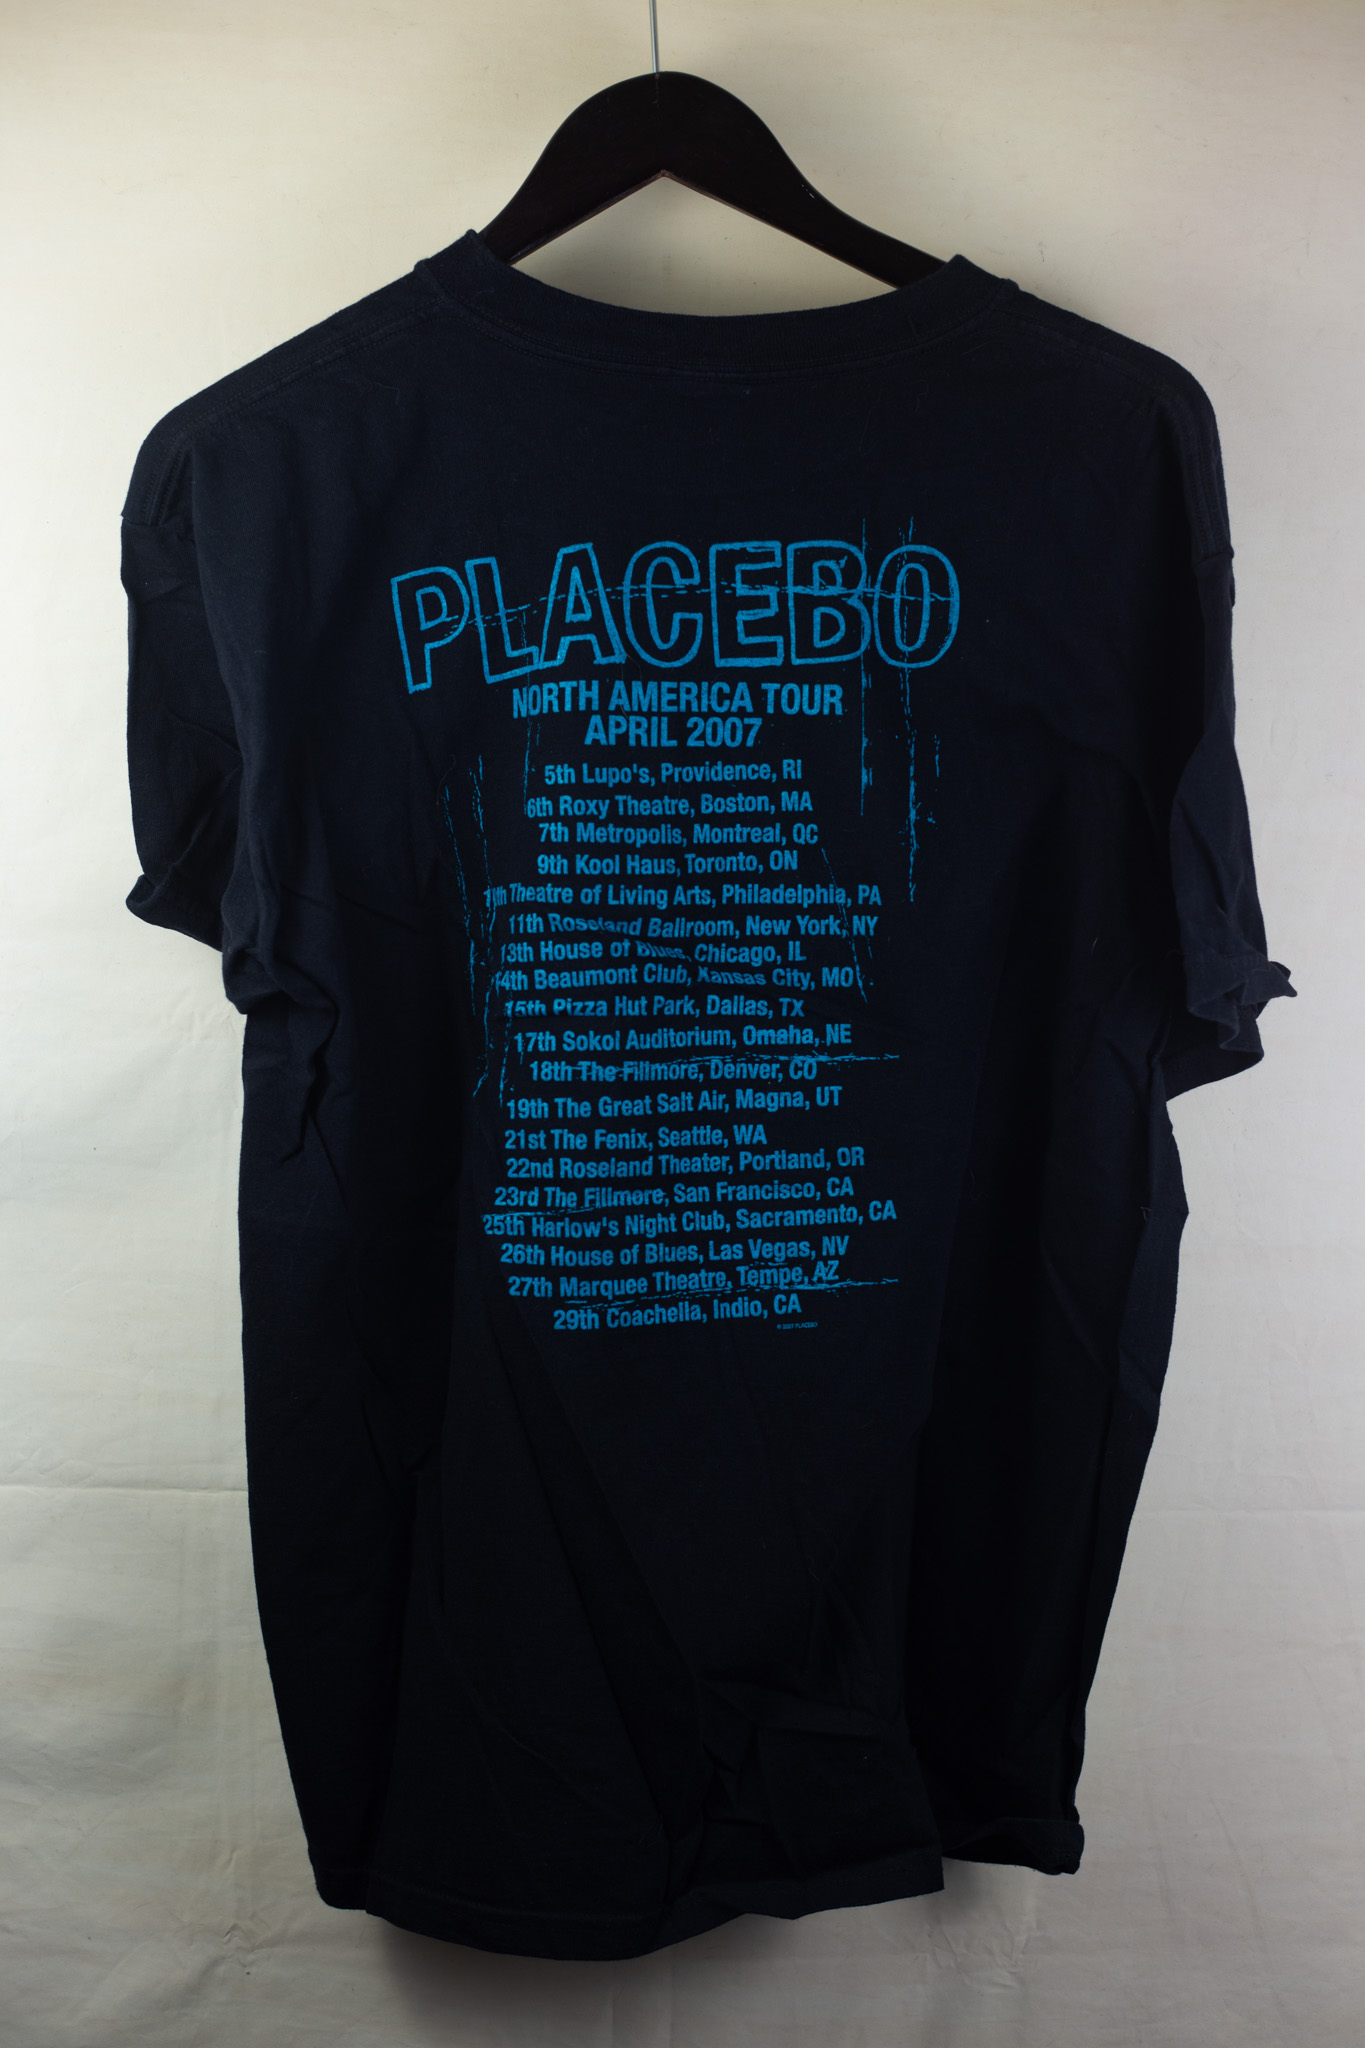 PLACEBO
NORTH AMERICA TOUR
APRIL 2007
5th Lupo's, Providence, RI
6th Roxy Theatre, Boston, MA
7th Metropolis, Montreal, QC
9th Kool Haus, Toronto, ON
Theatre of Living Arts, Philadelphia, PA
11th Roseland Ballroom, New York, NY
13th House of Blues, Chicago, IL
14th Beaumont Club, Kansas City, MO
15th Pizza Hut Park, Dallas, TX
17th Sokol Auditorium, Omaha, NE
18th The Fillmore, Denver, CO
19th The Great Salt Air, Magna, UT
21st The Fenix, Seattle, WA
22nd Roseland Theater, Portland, OR
23rd The Fillmore, San Francisco, CA
25th Harlow's Night Club, Sacramento, CA
26th House of Blues, Las Vegas, NV
27th Marquee Theatre, Tempe, AZ
29th Coachella, Indio, CA
© 2007 PLACEBO